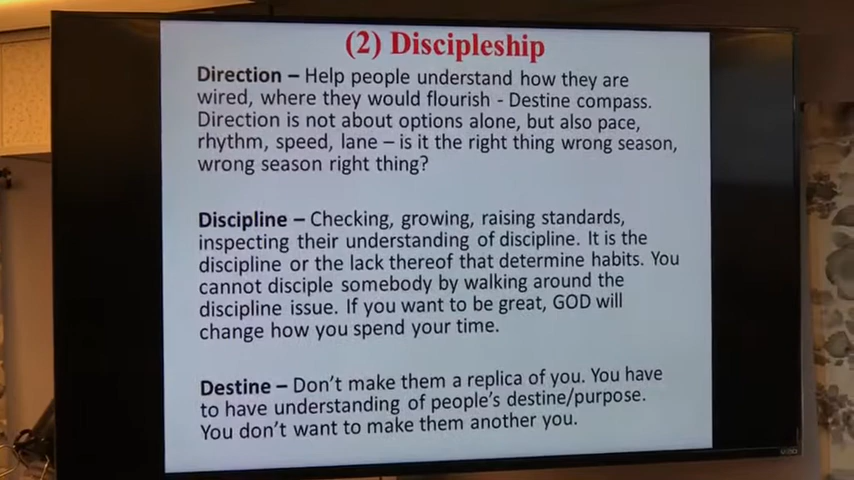 (2) Discipleship
Direction – Help people understand how they are
wired, where they would flourish - Destine compass.
Direction is not about options alone, but also pace,
rhythm, speed, lane – is it the right thing wrong season,
wrong season right thing?
Discipline – Checking, growing, raising standards,
inspecting their understanding of discipline. It is the
discipline or the lack thereof that determine habits. You
cannot disciple somebody by walking around the
discipline issue. If you want to be great, GOD will
change how you spend your time.
Destine – Don't make them a replica of you. You have
to have understanding of people's destine/purpose.
You don't want to make them another you.